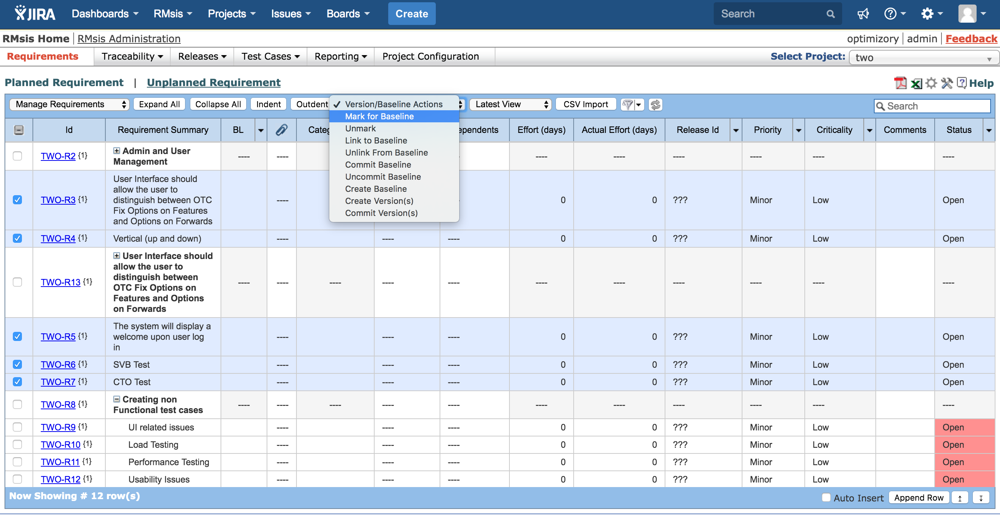 JIRA Dashboards RMsis Projects Issues Boards Create Search
RMsis Home RMsis Administration optimizory admin Feedback
Requirements Traceability Releases Test Cases Reporting Project Configuration Select Project: two
Planned Requirement | Unplanned Requirement Help
Manage Requirements Expand All Collapse All Indent Outdent Version/Baseline Actions Latest View CSV Import Search
Mark for Baseline
Unmark
Link to Baseline
Unlink From Baseline
Commit Baseline
Uncommit Baseline
Create Baseline
Create Version(s)
Commit Version(s)
Id Requirement Summary BL Categ ependents Effort (days) Actual Effort (days) Release Id Priority Criticality Comments Status
TWO-R2 {1} Admin and User ---- ---- ---- ---- ---- ---- ---- ----
Management
User Interface should
allow the user to
TWO-R3 {1} distinguish between OTC ---- 0 0 ??? Minor Low Open
Fix Options on Features
and Options on Forwards
TWO-R4 {1} Vertical (up and down) ---- ---- ---- 0 0 ??? Minor Low Open
User Interface should
allow the user to
distinguish between
TWO-R13 {1} OTC Fix Options on ---- ---- ---- ---- ---- ---- ---- ---- ---- ---- ----
Features and Options
on Forwards
The system will display a
TWO-R5 {1} welcome upon user log ---- ---- ---- 0 0 ??? Minor Low Open
in
TWO-R6 {1} SVB Test ---- ---- ---- 0 0 ??? Minor Low Open
TWO-R7 {1} CTO Test ---- ---- ---- 0 0 ??? Minor Low Open
TWO-R8 {1} Creating non ---- ---- ---- ---- ---- ---- ---- ---- ---- ---- ----
Functional test cases
TWO-R9 {1} UI related issues ---- ---- ---- 0 0 ??? Minor Low Open
TWO-R10 {1} Load Testing ---- ---- ---- 0 0 ??? Minor Low Open
TWO-R11 {1} Performance Testing ---- ---- ---- 0 0 ??? Minor Low Open
TWO-R12 {1} Usability Issues ---- ---- ---- 0 0 ??? Minor Low Open
Now Showing # 12 row(s) Auto Insert Append Row